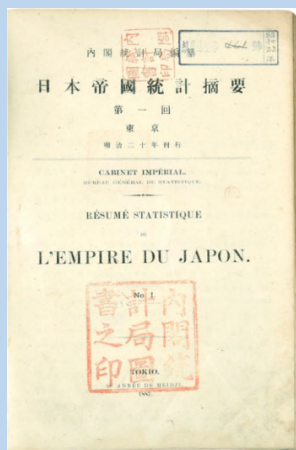 內閣統計局編纂
日本帝國統計摘要
第一回
東京
明治二十年刊行
CABINET IMPÉRIAL.
BUREAU GÉNÉRAL DE STATISTIQUE.
RÉSUMÉ STATISTIQUE
DE
L'EMPIRE DU JAPON.
No 1.
內閣統
計局圖
書之印
TOKIO.
ANNÉE DE MEIDJI.
1887.